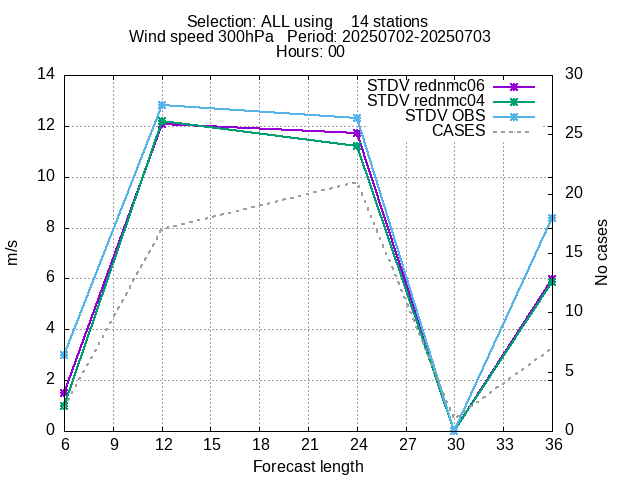 Selection: ALL using    14 stations
Wind speed 300hPa   Period: 20250702-20250703
Hours: 00
STDV rednmc06
STDV rednmc04
STDV OBS
CASES
14
12
10
8
6
4
2
0
m/s
30
25
20
15
10
5
0
No cases
6 9 12 15 18 21 24 27 30 33 36
Forecast length